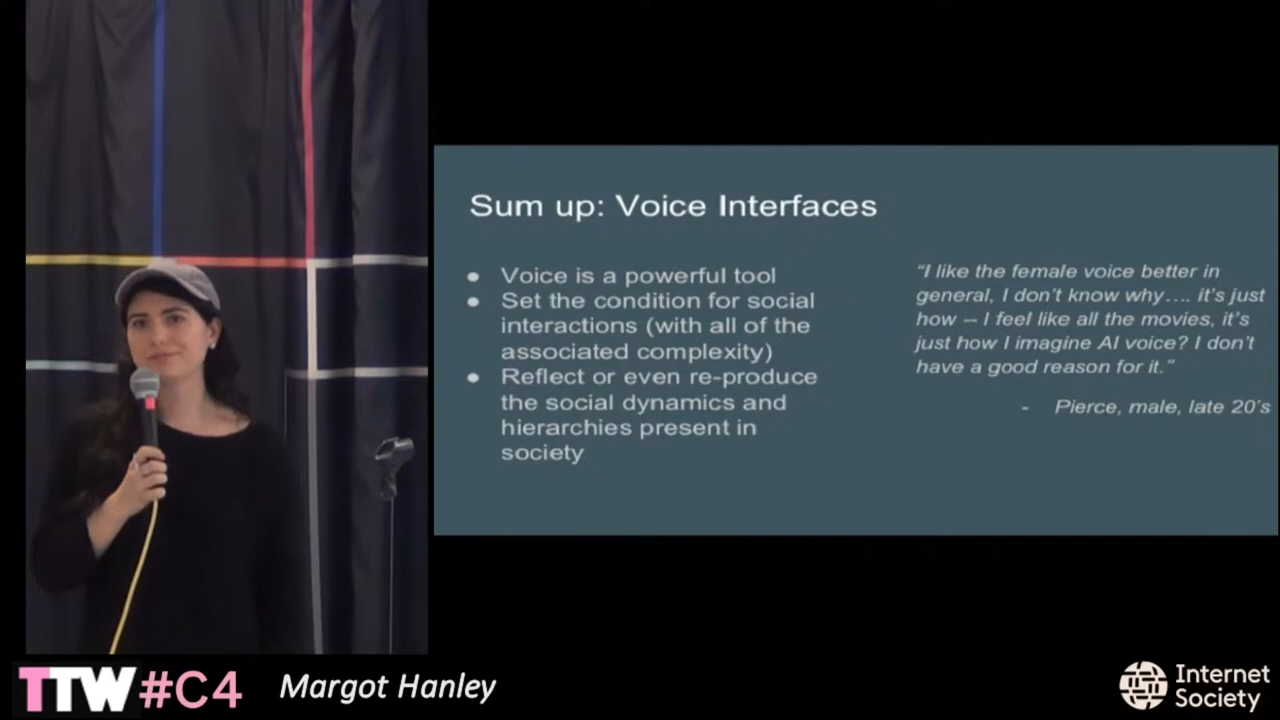 Sum up: Voice Interfaces
● Voice is a powerful tool
● Set the condition for social
interactions (with all of the
associated complexity)
● Reflect or even re-produce
the social dynamics and
hierarchies present in
society
“I like the female voice better in
general, I don’t know why…. it’s just
how -- I feel like all the movies, it’s
just how I imagine AI voice? I don’t
have a good reason for it.”
- Pierce, male, late 20’s
TTW#C4
Margot Hanley
Internet
Society